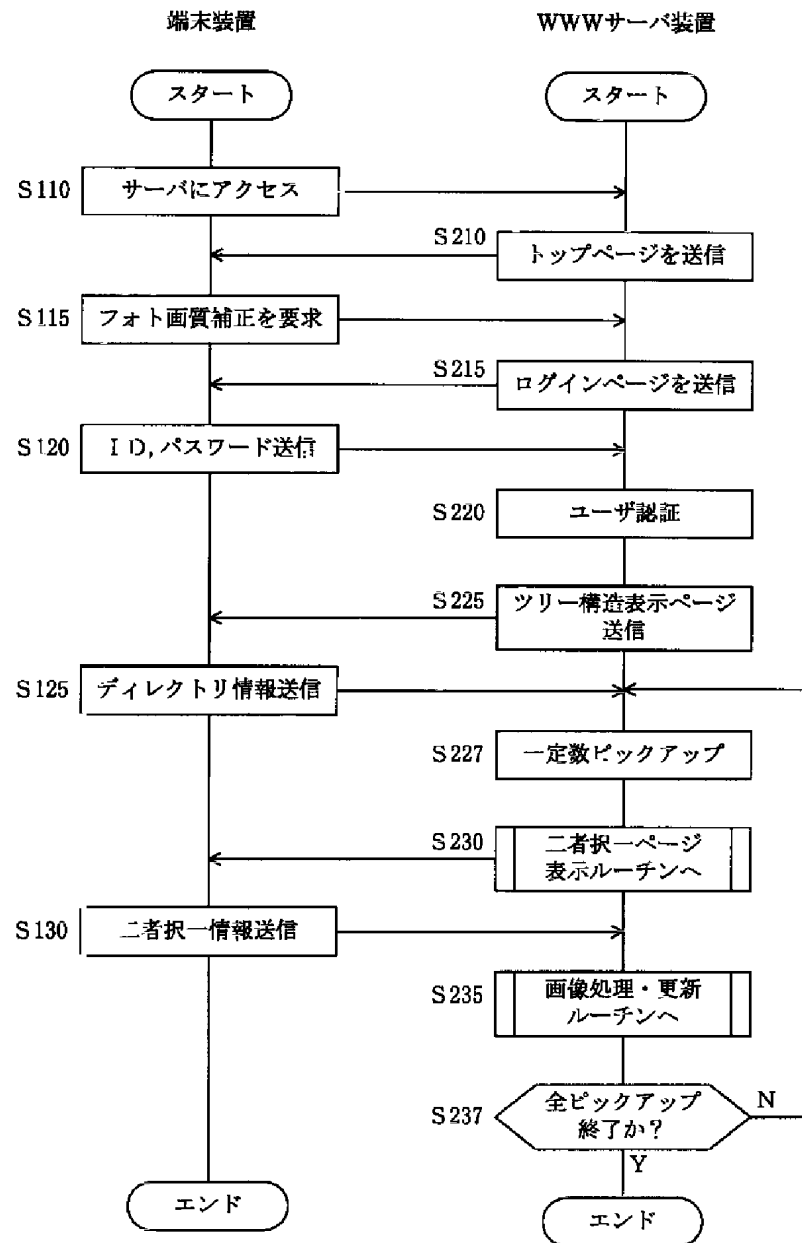 端末装置
WWWサーバ装置
スタート
スタート
S110
サーバにアクセス
S210
トップページを送信
S115
フォト画質補正を要求
S215
ログインページを送信
S120
ID,パスワード送信
S220
ユーザ認証
S225
ツリー構造表示ページ
送信
S125
ディレクトリ情報送信
S227
一定数ピックアップ
S230
二者択一ページ
表示ルーチンへ
S130
二者択一情報送信
S235
画像処理・更新
ルーチンへ
S237
全ピックアップ
終了か?
N
Y
エンド
エンド